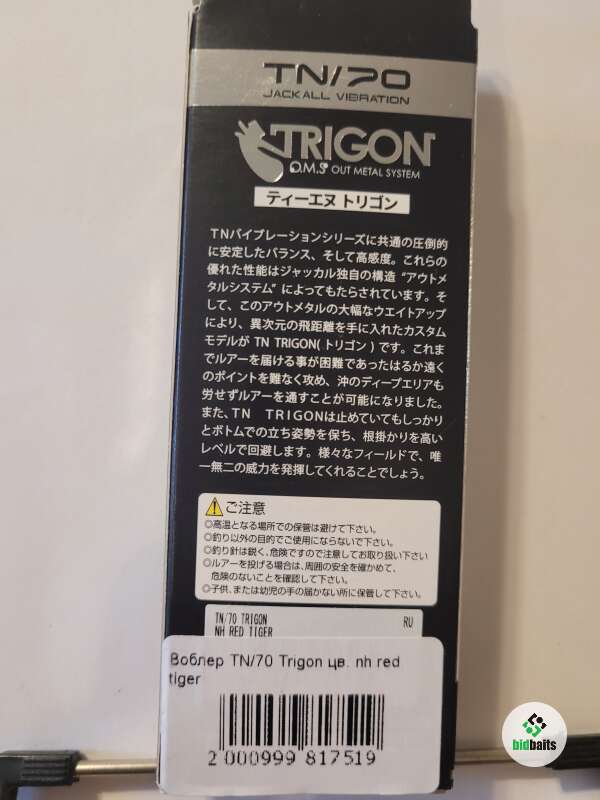 TN/70
JACKALL VIBRATION
TRIGON
O.M.S OUT METAL SYSTEM
ティーエヌ トリゴン
TNバイブレーションシリーズに共通の圧倒的
に安定したバランス、そして高感度。これらの
優れた性能はジャッカル独自の構造 “アウトメ
タルシステム” によってもたらされています。そ
して、このアウトメタルの大幅なウエイトアップ
により、異次元の飛距離を手に入れたカスタム
モデルが TN TRIGON(トリゴン) です。これま
でルアーを届ける事が困難であったはるか遠く
のポイントを難なく攻め、沖のディープエリアも
労せずルアーを通すことが可能になりました。
また、TN TRIGONは止めていてもしっかり
とボトムでの立ち姿勢を保ち、根掛かりを高い
レベルで回避します。様々なフィールドで、唯
一無二の威力を発揮してくれることでしょう。
ご注意
◎高温となる場所での保管は避けて下さい。
◎釣り以外の目的でご使用にならないで下さい。
◎釣り針は鋭く、危険ですので注意してお取り扱い下さい
◎ルアーを投げる場合は、周囲の安全を確かめて、
危険のないことを確認して下さい。
◎子供、または幼児の手の届かない所に保管して下さい。
TN/70 TRIGON RU
NH RED TIGER
Воблер TN/70 Trigon цв. nh red
tiger
2 000999 817519
bidbaits